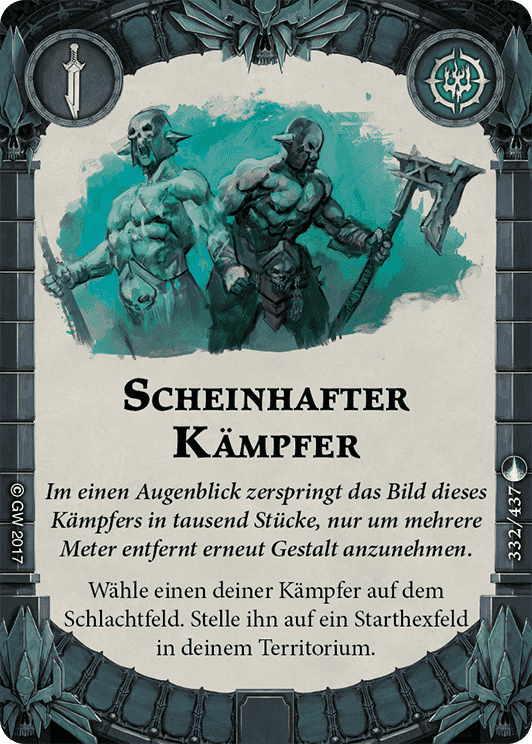 Scheinhafter
Kämpfer
Im einen Augenblick zerspringt das Bild dieses
Kämpfers in tausend Stücke, nur um mehrere
Meter entfernt erneut Gestalt anzunehmen.
Wähle einen deiner Kämpfer auf dem
Schlachtfeld. Stelle ihn auf ein Starthexfeld
in deinem Territorium.
© GW 2017
332/437